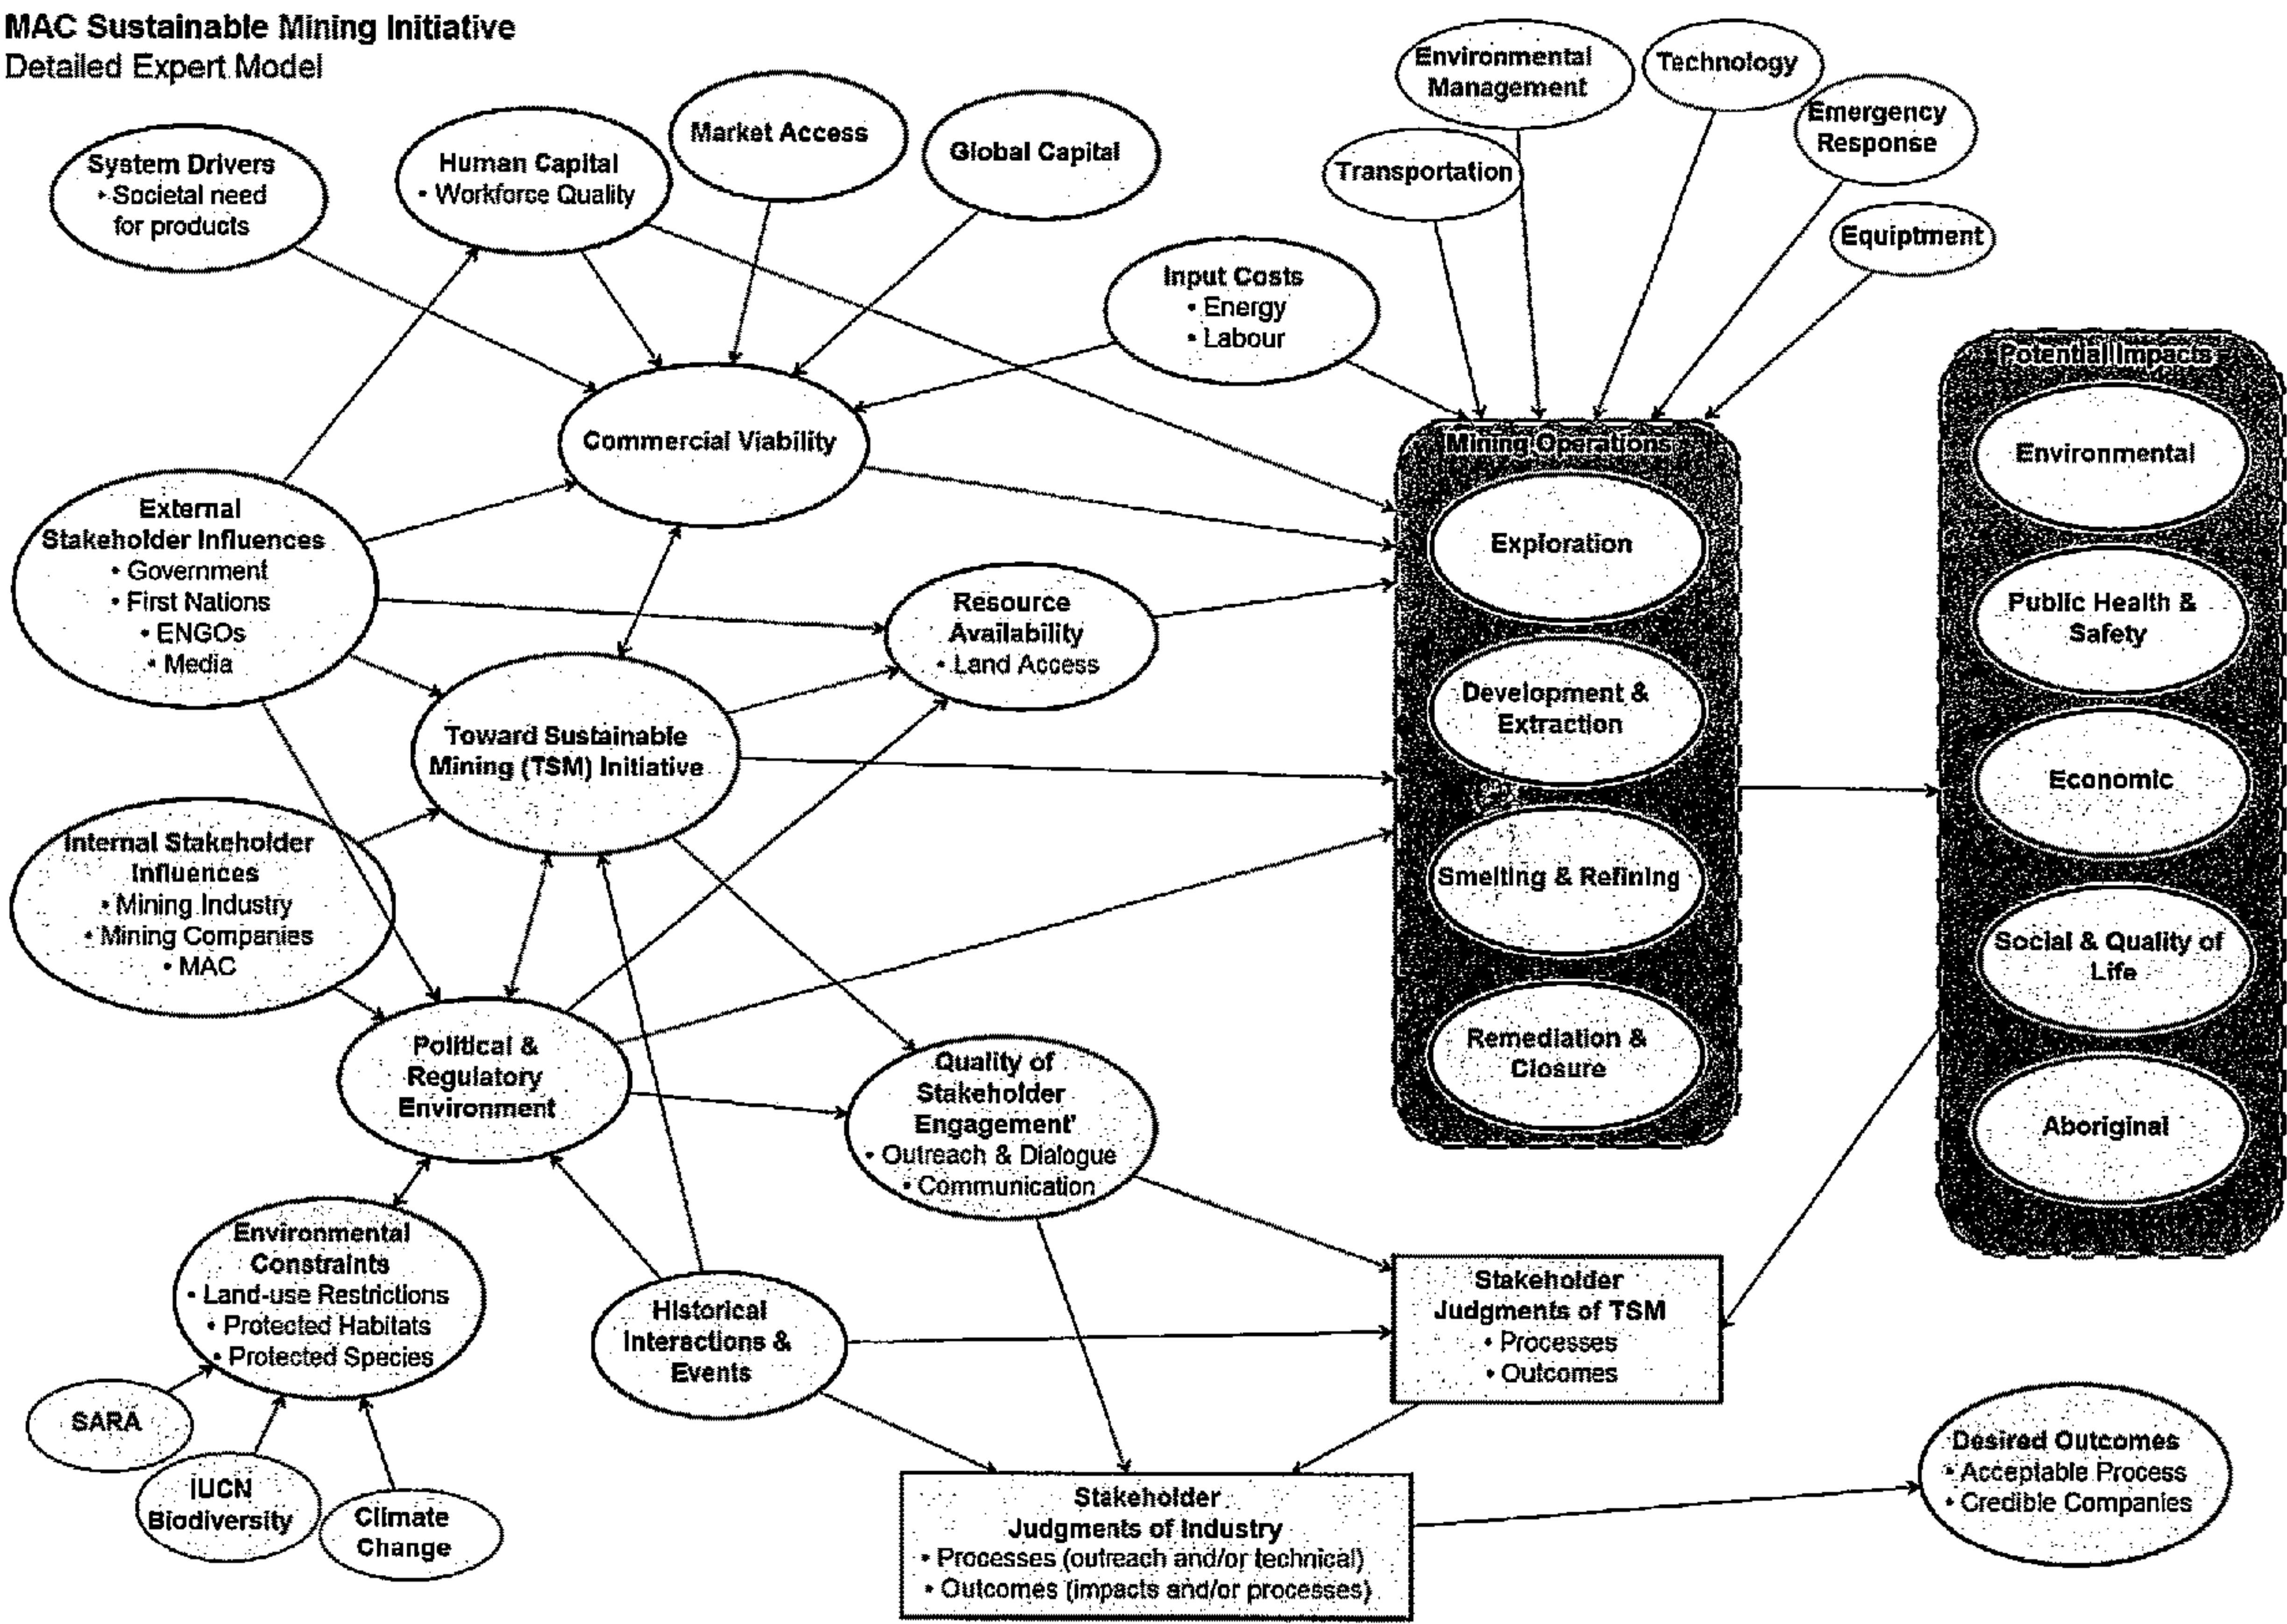 MAC Sustainable Mining Initiative
Detailed Expert Model
System Drivers
• Societal need
for products
Human Capital
• Workforce Quality
Market Access
Global Capital
Input Costs
• Energy
• Labour
Transportation
Environmental
Management
Technology
Emergency
Response
Equiptment
Commercial Viability
External
Stakeholder Influences
• Government
• First Nations
• ENGOs
• Media
Resource
Availability
• Land Access
Toward Sustainable
Mining (TSM) Initiative
Internal Stakeholder
Influences
• Mining Industry
• Mining Companies
• MAC
Political &
Regulatory
Environment
Quality of
Stakeholder
Engagement'
• Outreach & Dialogue
• Communication
Environmental
Constraints
• Land-use Restrictions
• Protected Habitats
• Protected Species
SARA
IUCN
Biodiversity
Climate
Change
Historical
Interactions &
Events
Mining Operations
Exploration
Development &
Extraction
Smelting & Refining
Remediation &
Closure
Potential Impacts
Environmental
Public Health &
Safety
Economic
Social & Quality of
Life
Aboriginal
Stakeholder
Judgments of TSM
• Processes
• Outcomes
Stakeholder
Judgments of Industry
• Processes (outreach and/or technical)
• Outcomes (impacts and/or processes)
Desired Outcomes
• Acceptable Process
• Credible Companies